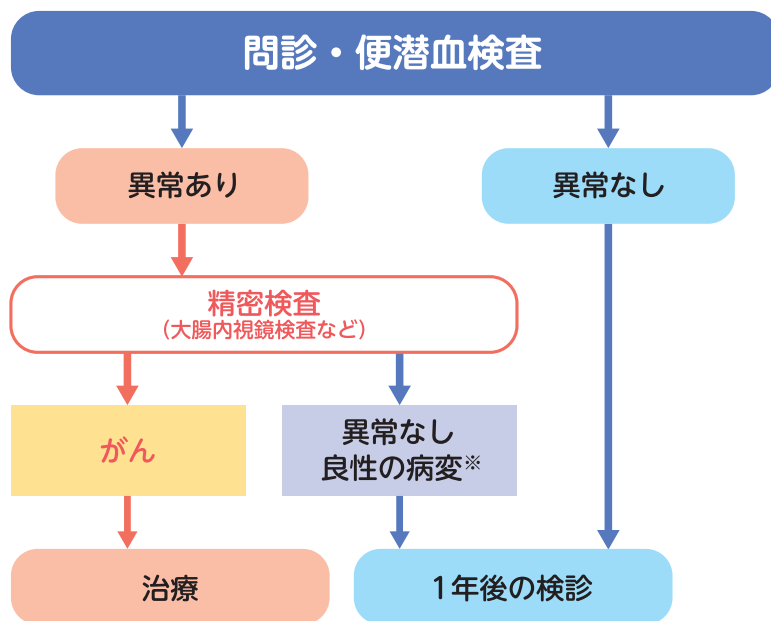 問診・便潜血検査
異常あり
異常なし
精密検査
（大腸内視鏡検査など）
がん
異常なし
良性の病変※
治療
1年後の検診